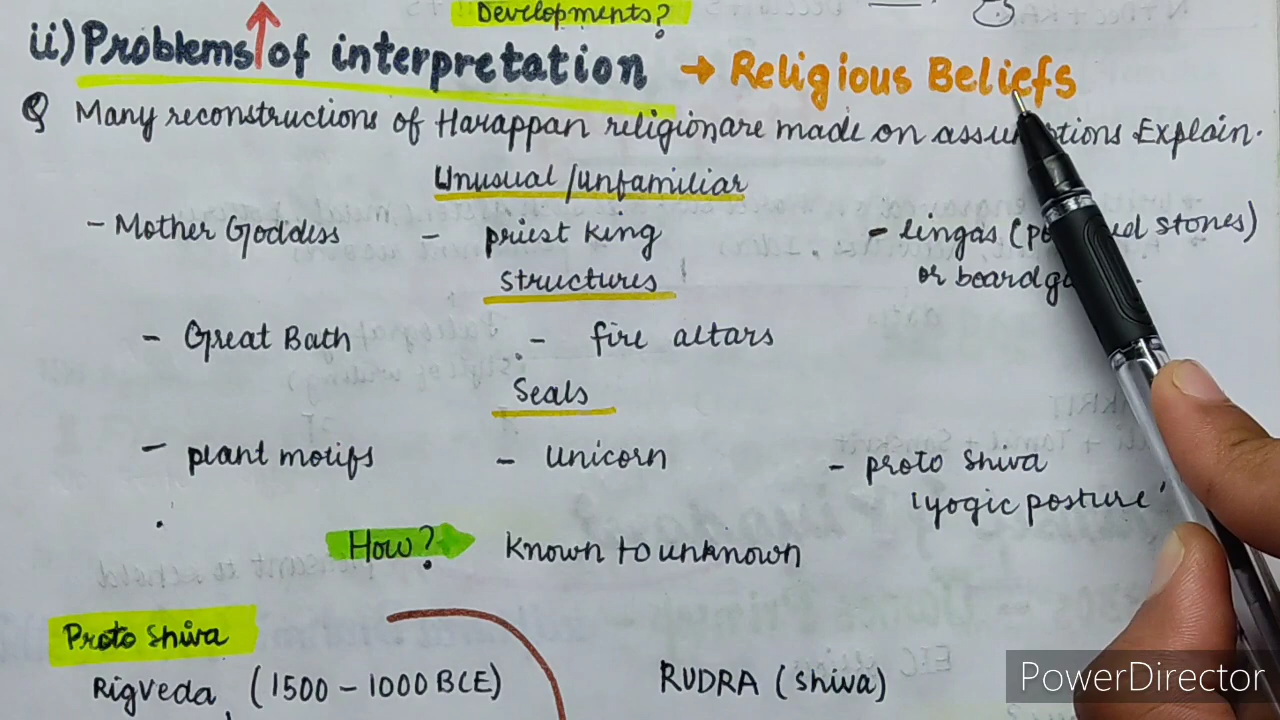 Developments?
ii) Problems of interpretation → Religious Beliefs
Q Many reconstructions of Harappan religion are made on Explain.
Unusual/unfamiliar
- Mother Goddess - priest king - lingas ( stones)
structures or
- Great Bath - fire altars
Seals
- plant motifs - unicorn - proto shiva
'yogic posture'
How? Known to unknown
Proto Shiva
Rigveda (1500 - 1000 BCE) RUDRA (Shiva)
PowerDirector